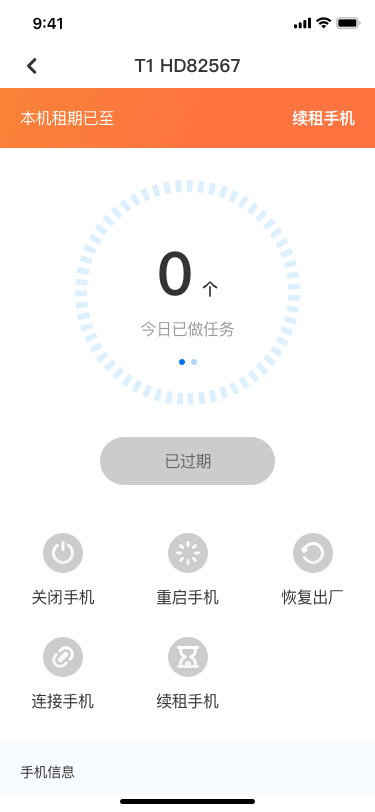 9:41
T1 HD82567
本机租期已至 续租手机
0 个
今日已做任务
已过期
关闭手机 重启手机 恢复出厂
连接手机 续租手机
手机信息